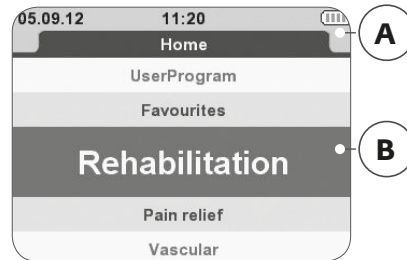 05.09.12 11:20
Home
A
UserProgram
Favourites
Rehabilitation
B
Pain relief
Vascular